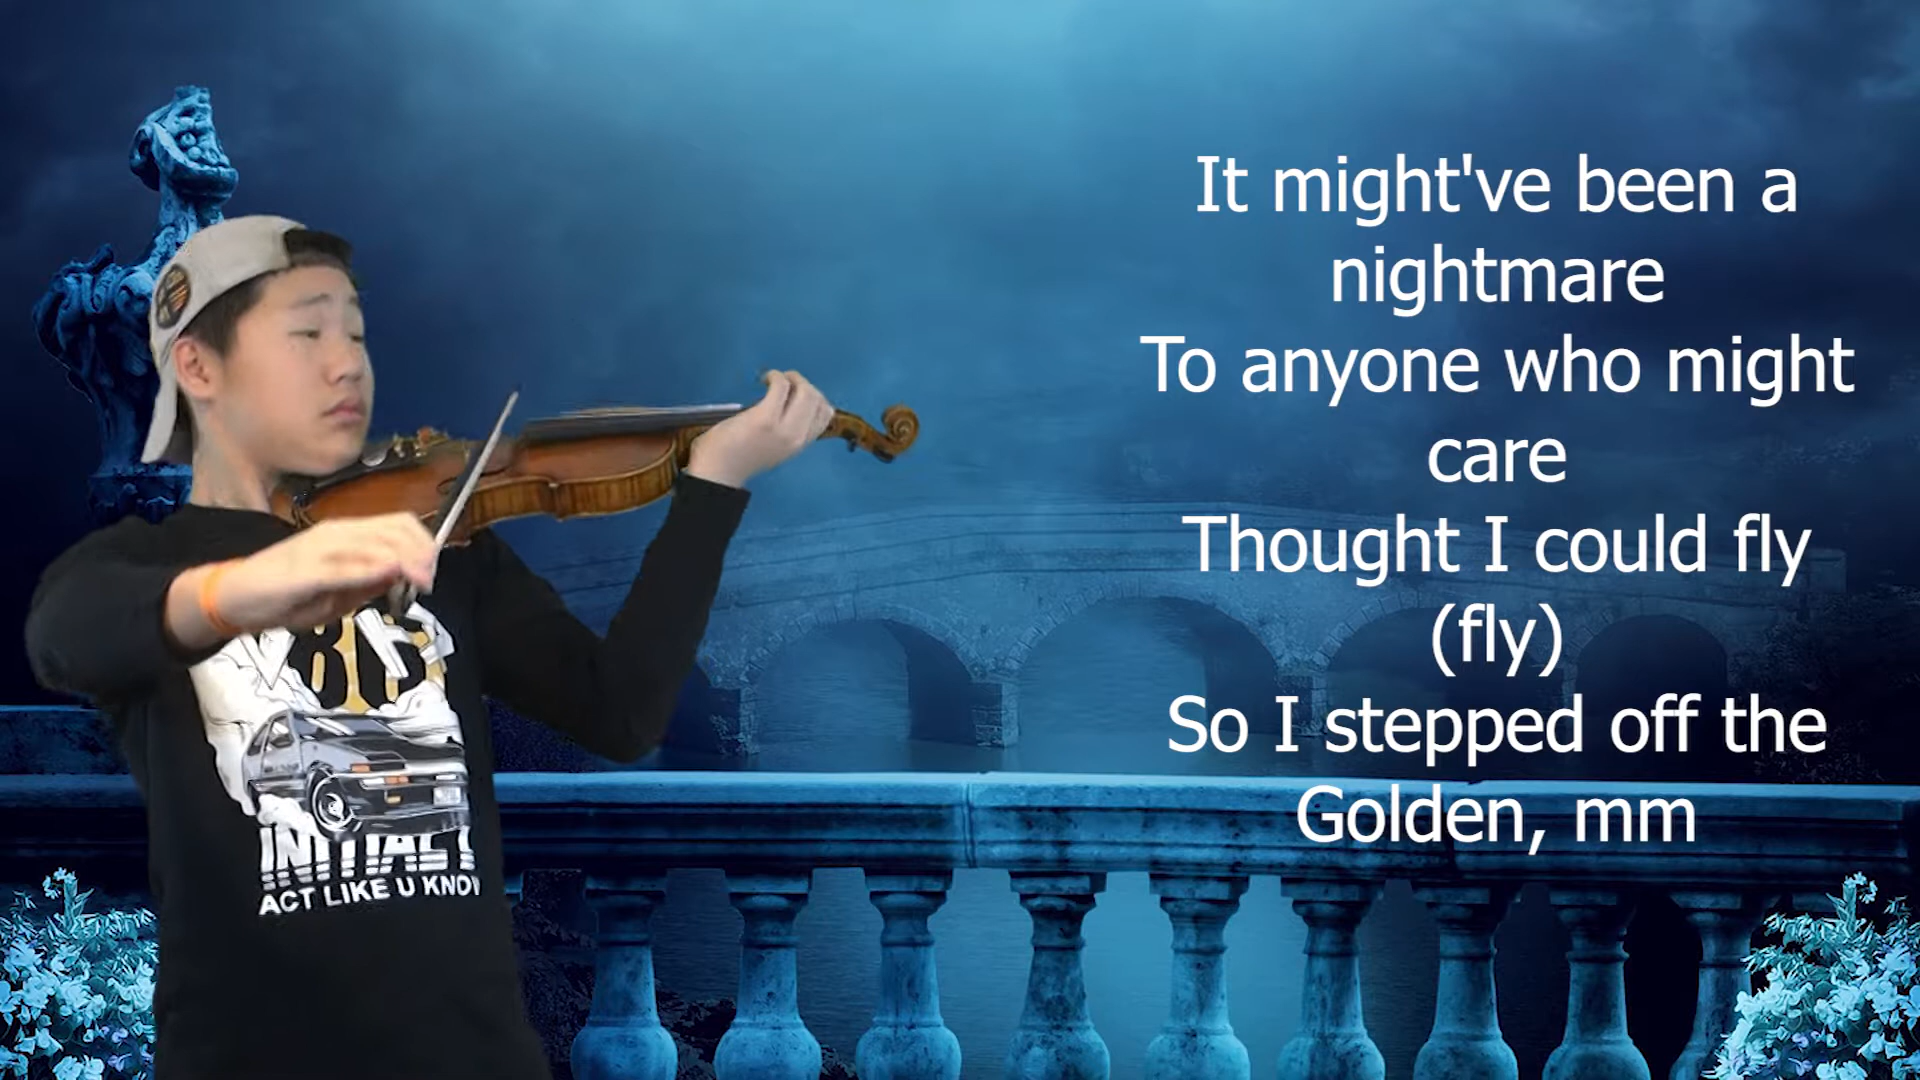 It might've been a
nightmare
To anyone who might
care
Thought I could fly
(fly)
So I stepped off the
Golden, mm
ACT LIKE U KNOW